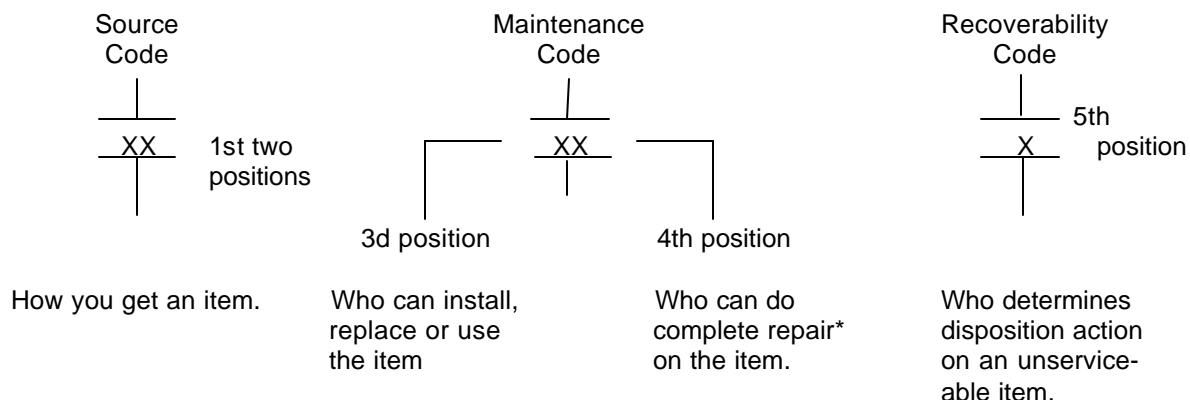 Source
Code
Maintenance
Code
Recoverability
Code
XX
1st two
positions
XX
5th
X
position
3d position
4th position
How you get an item.
Who can install,
replace or use
the item
Who can do
complete repair*
on the item.
Who determines
disposition action
on an unservice-
able item.